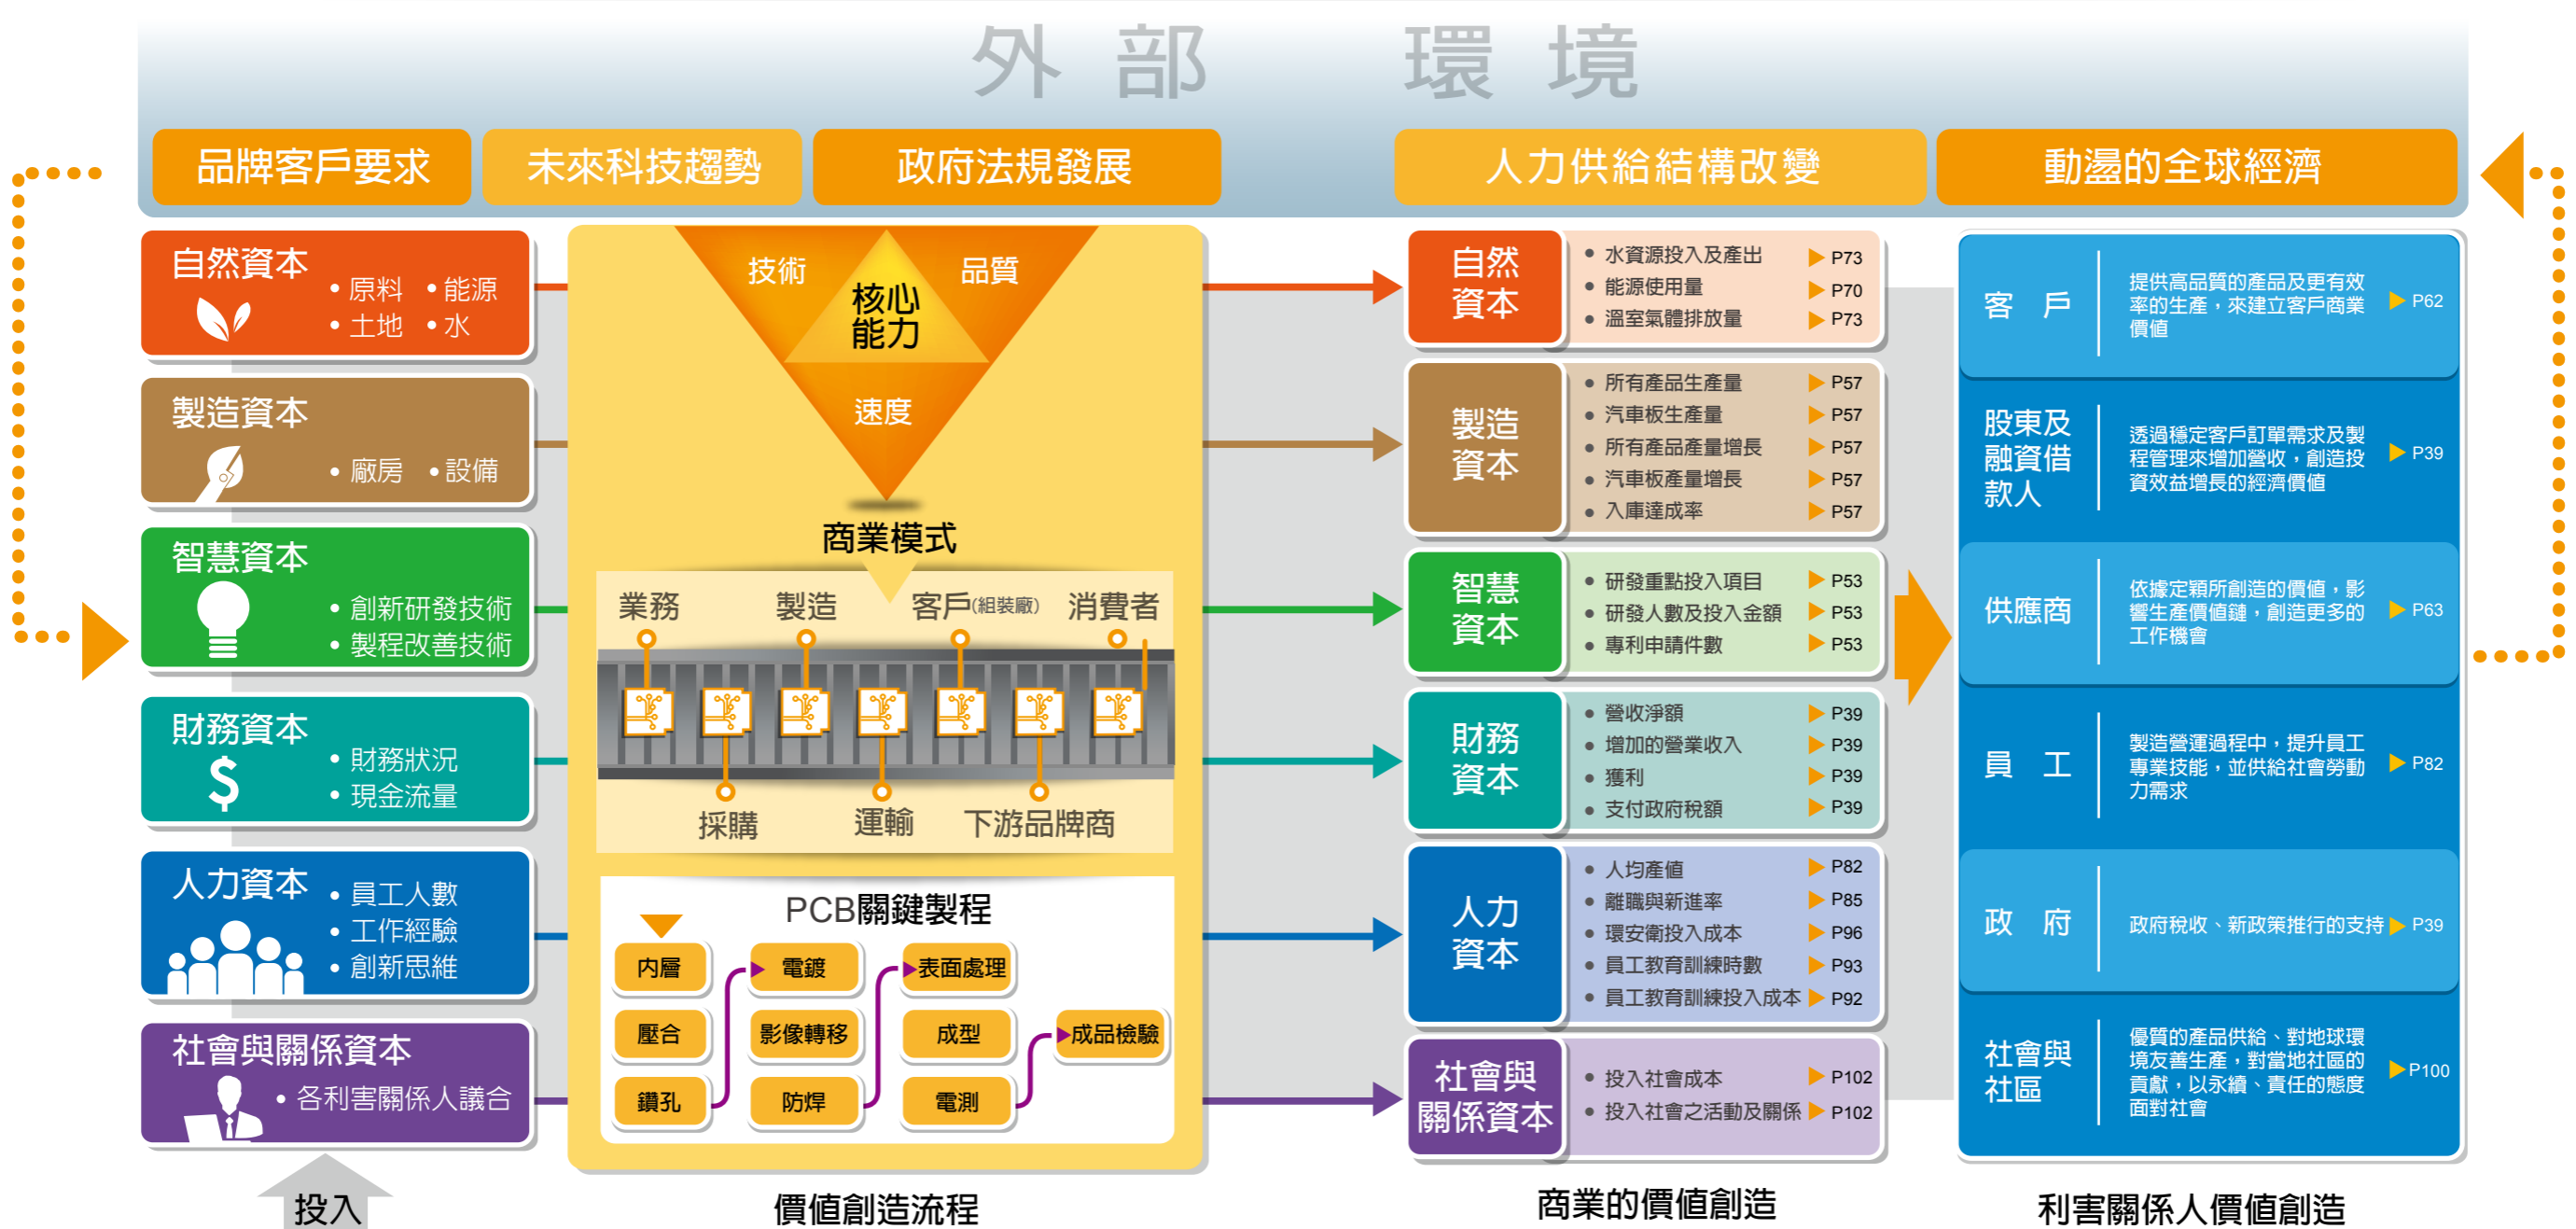 外部 環境
品牌客戶要求
未來科技趨勢
政府法規發展
人力供給結構改變
動盪的全球經濟
自然資本
• 原料 • 能源
• 土地 • 水
製造資本
• 廠房 • 設備
智慧資本
• 創新研發技術
• 製程改善技術
財務資本
$
• 財務狀況
• 現金流量
人力資本
• 員工人數
• 工作經驗
• 創新思維
社會與關係資本
• 各利害關係人議合
投入
技術
品質
核心
能力
速度
商業模式
業務
製造
客戶(組裝廠)
消費者
採購
運輸
下游品牌商
PCB關鍵製程
內層
壓合
鑽孔
電鍍
影像轉移
防焊
表面處理
成型
電測
成品檢驗
價值創造流程
自然
資本
• 水資源投入及產出 P73
• 能源使用量 P70
• 溫室氣體排放量 P73
製造
資本
• 所有產品生產量 P57
• 汽車板生產量 P57
• 所有產品產量增長 P57
• 汽車板產量增長 P57
• 入庫達成率 P57
智慧
資本
• 研發重點投入項目 P53
• 研發人數及投入金額 P53
• 專利申請件數 P53
財務
資本
• 營收淨額 P39
• 增加的營業收入 P39
• 獲利 P39
• 支付政府稅額 P39
人力
資本
• 人均產值 P82
• 離職與新進率 P85
• 環安衛投入成本 P96
• 員工教育訓練時數 P93
• 員工教育訓練投入成本 P92
社會與
關係資本
• 投入社會成本 P102
• 投入社會之活動及關係 P102
商業的價值創造
客 戶
提供高品質的產品及更有效
率的生產，來建立客戶商業
價值
P62
股東及
融資借
款人
透過穩定客戶訂單需求及製
程管理來增加營收，創造投
資效益增長的經濟價值
P39
供應商
依據定穎所創造的價值，影
響生產價值鏈，創造更多的
工作機會
P63
員 工
製造營運過程中，提升員工
專業技能，並供給社會勞動
力需求
P82
政 府
政府稅收、新政策推行的支持 P39
社會與
社區
優質的產品供給、對地球環
境友善生產，對當地社區的
貢獻，以永續、責任的態度
面對社會
P100
利害關係人價值創造